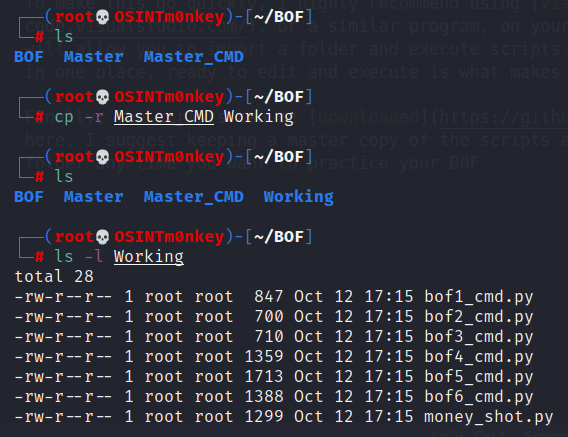 ┌──(root💀OSINTm0nkey)-[~/BOF]
└─# ls
BOF  Master  Master_CMD
┌──(root💀OSINTm0nkey)-[~/BOF]
└─# cp -r Master_CMD Working
┌──(root💀OSINTm0nkey)-[~/BOF]
└─# ls
BOF  Master  Master_CMD  Working
┌──(root💀OSINTm0nkey)-[~/BOF]
└─# ls -l Working
total 28
-rw-r--r-- 1 root root  847 Oct 12 17:15 bof1_cmd.py
-rw-r--r-- 1 root root  700 Oct 12 17:15 bof2_cmd.py
-rw-r--r-- 1 root root  710 Oct 12 17:15 bof3_cmd.py
-rw-r--r-- 1 root root 1359 Oct 12 17:15 bof4_cmd.py
-rw-r--r-- 1 root root 1713 Oct 12 17:15 bof5_cmd.py
-rw-r--r-- 1 root root 1388 Oct 12 17:15 bof6_cmd.py
-rw-r--r-- 1 root root 1299 Oct 12 17:15 money_shot.py